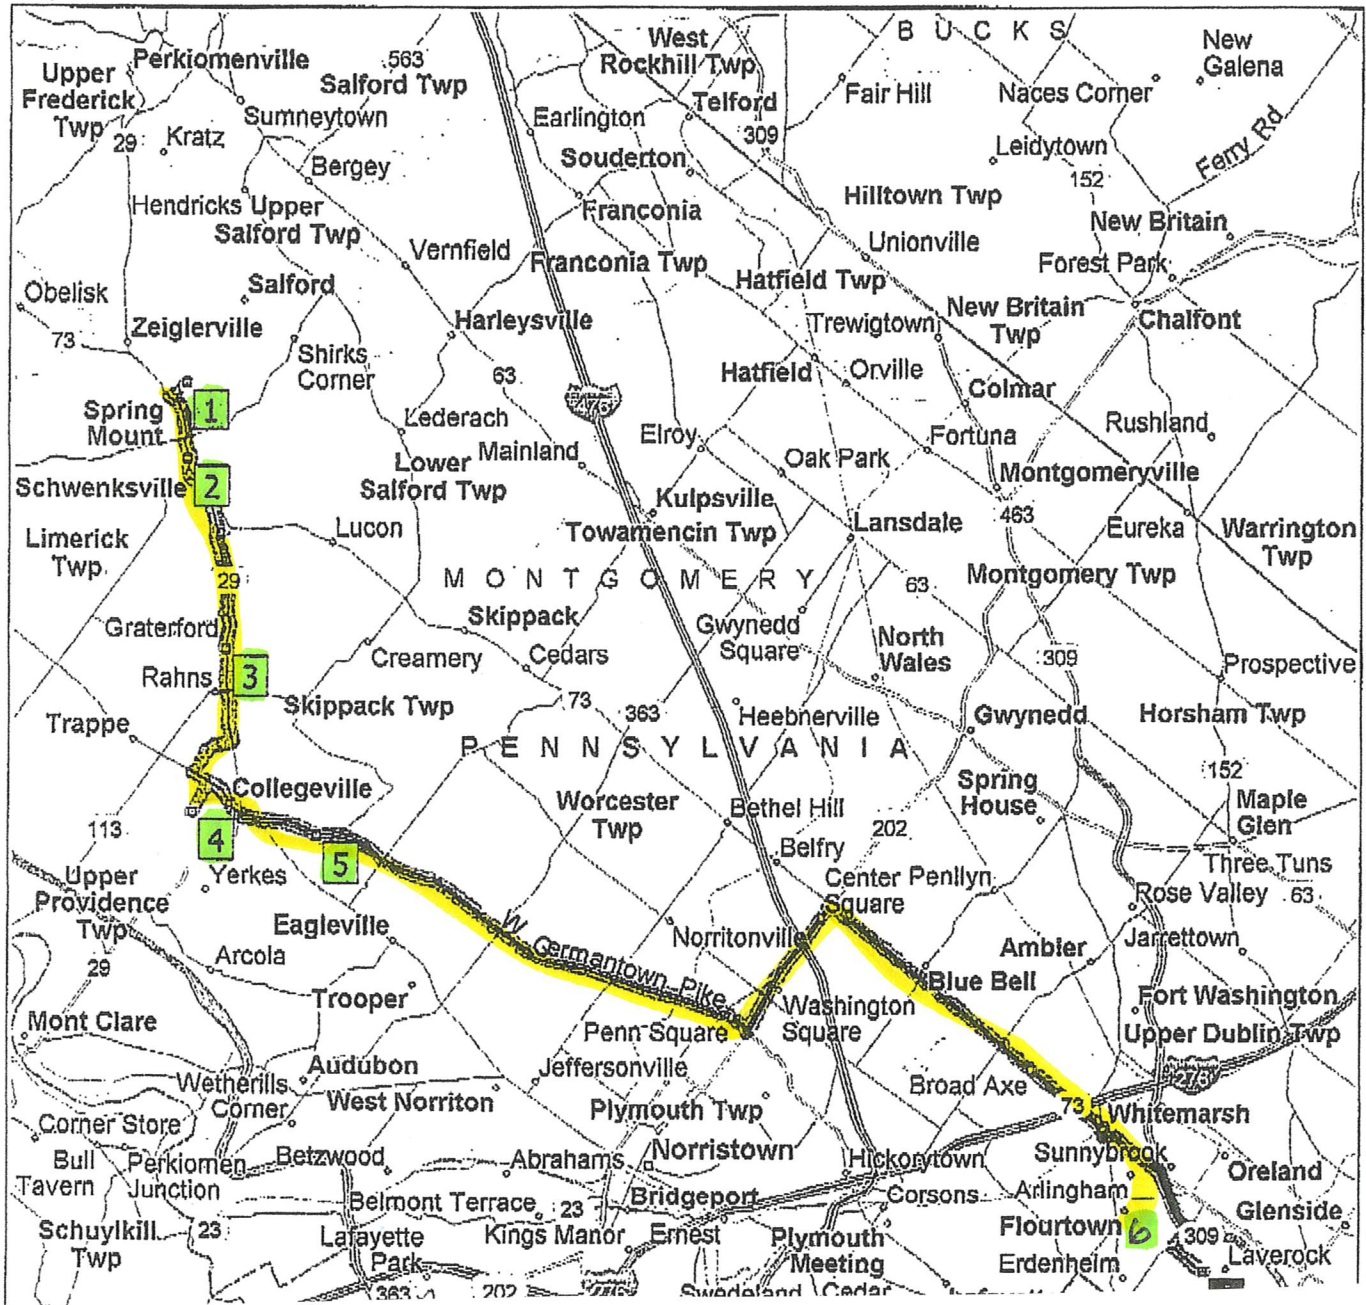 BUCKS
West
Rockhill Twp
New
Galena
Perkiomenville
563
Salford Twp
Upper
Frederick
Twp
Sumneytown
Telford
Fair Hill
Naces Corner
Earlington
309
29
Kratz
Leidytown
Ferry Rd
Bergey
Souderton
152
Hilltown Twp
Hendricks
Upper
Salford Twp
Franconia
New Britain
Vernfield
Unionville
Franconia Twp
Hatfield Twp
Forest Park
Obelisk
Salford
New Britain
Twp
Zeiglerville
Harleysville
Trewigtown
Chalfont
73
Shirks
Corner
63
Hatfield
Orville
Colmar
476
Spring
Mount
1
Lederach
Elroy
Fortuna
Rushland
Mainland
Oak Park
Lower
Salford Twp
Montgomeryville
Schwenksville
2
Kulpsville
463
Limerick
Twp
Lucon
Towamencin Twp
Lansdale
Eureka
Warrington
Twp
29
MONTGOMERY
63
Montgomery Twp
Graterford
Skippack
Gwynedd
Square
North
Wales
Creamery
Cedars
309
Prospective
Rahns
3
Skippack Twp
73
363
Heebnerville
Gwynedd
Horsham Twp
Trappe
PENNSYLVANIA
152
Collegeville
Spring
House
Worcester
Twp
Bethel Hill
Maple
Glen
113
4
202
5
Belfry
Three Tuns
Upper
Providence
Twp
Yerkes
Center
Square
Penllyn
Rose Valley
63
Eagleville
W Germantown Pike
Norritonville
Ambler
Jarrettown
29
Arcola
Blue Bell
Trooper
Washington
Square
Fort Washington
Mont Clare
Penn Square
Upper Dublin Twp
Audubon
Jeffersonville
Wetherills
Corner
Broad Axe
276
West Norriton
Plymouth Twp
73
Whitemarsh
Corner Store
Norristown
Bull
Tavern
Perkiomen
Junction
Betzwood
Abrahams
Hickorytown
Sunnybrook
Oreland
Belmont Terrace
23
Bridgeport
Corsons
Arlingham
Glenside
Schuylkill
Twp
23
Lafayette
Park
Kings Manor
Ernest
Plymouth
Meeting
Flourtown
6
309
Erdenheim
Laverock
363
202
Swedeland
Cedar